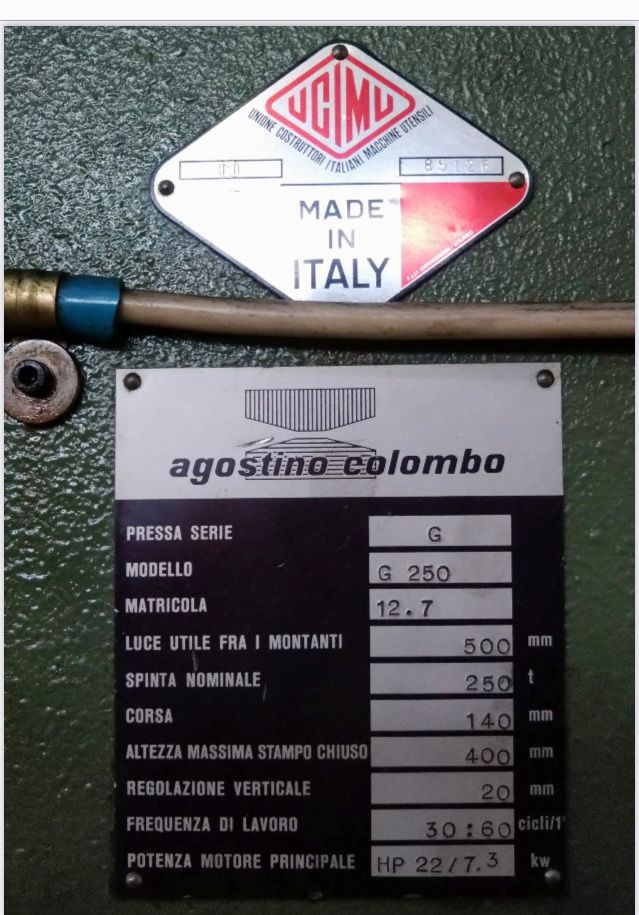 UCIMU
UNIONE COSTRUTTORI ITALIANI MACCHINE UTENSILI
85126
MADE
IN
ITALY
agostino colombo
PRESSA SERIE G
MODELLO G 250
MATRICOLA 12.7
LUCE UTILE FRA I MONTANTI 500 mm
SPINTA NOMINALE 250 t
CORSA 140 mm
ALTEZZA MASSIMA STAMPO CHIUSO 400 mm
REGOLAZIONE VERTICALE 20 mm
FREQUENZA DI LAVORO 30:60 cicli/1'
POTENZA MOTORE PRINCIPALE HP 22/7.3 kw